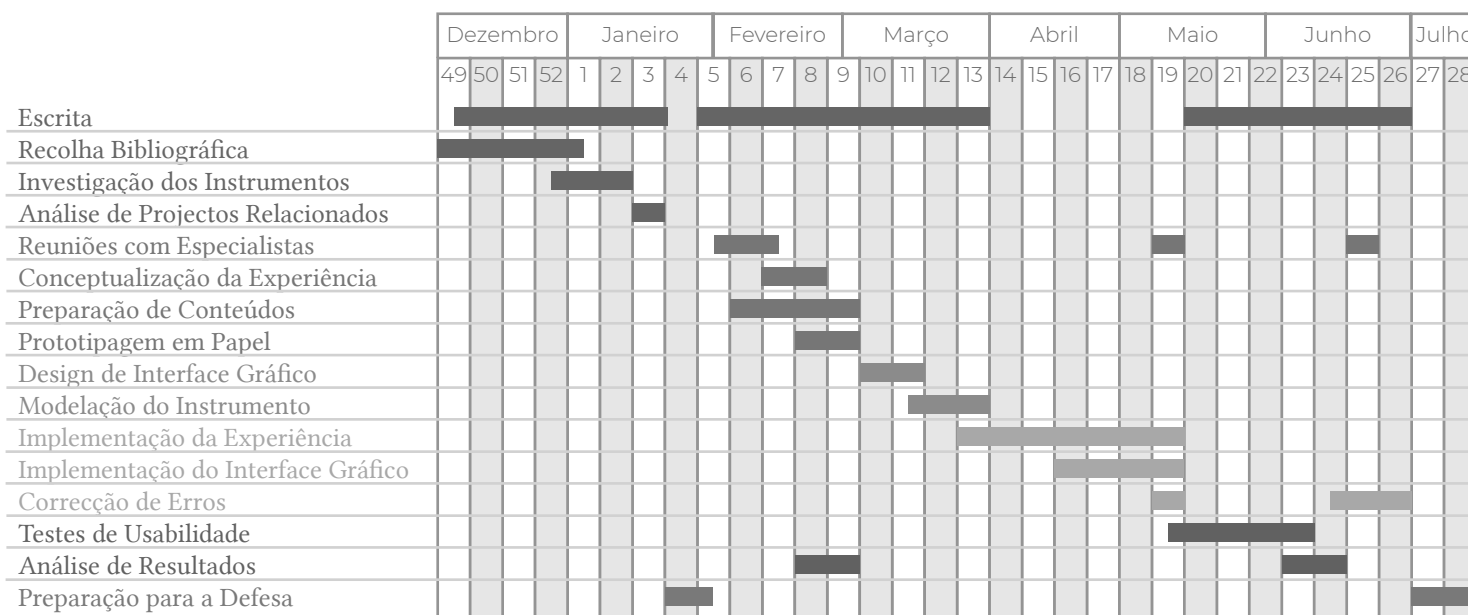 Dezembro Janeiro Fevereiro Março Abril Maio Junho Julho
49 50 51 52 1 2 3 4 5 6 7 8 9 10 11 12 13 14 15 16 17 18 19 20 21 22 23 24 25 26 27 28
Escrita
Recolha Bibliográfica
Investigação dos Instrumentos
Análise de Projectos Relacionados
Reuniões com Especialistas
Conceptualização da Experiência
Preparação de Conteúdos
Prototipagem em Papel
Design de Interface Gráfico
Modelação do Instrumento
Implementação da Experiência
Implementação do Interface Gráfico
Correcção de Erros
Testes de Usabilidade
Análise de Resultados
Preparação para a Defesa